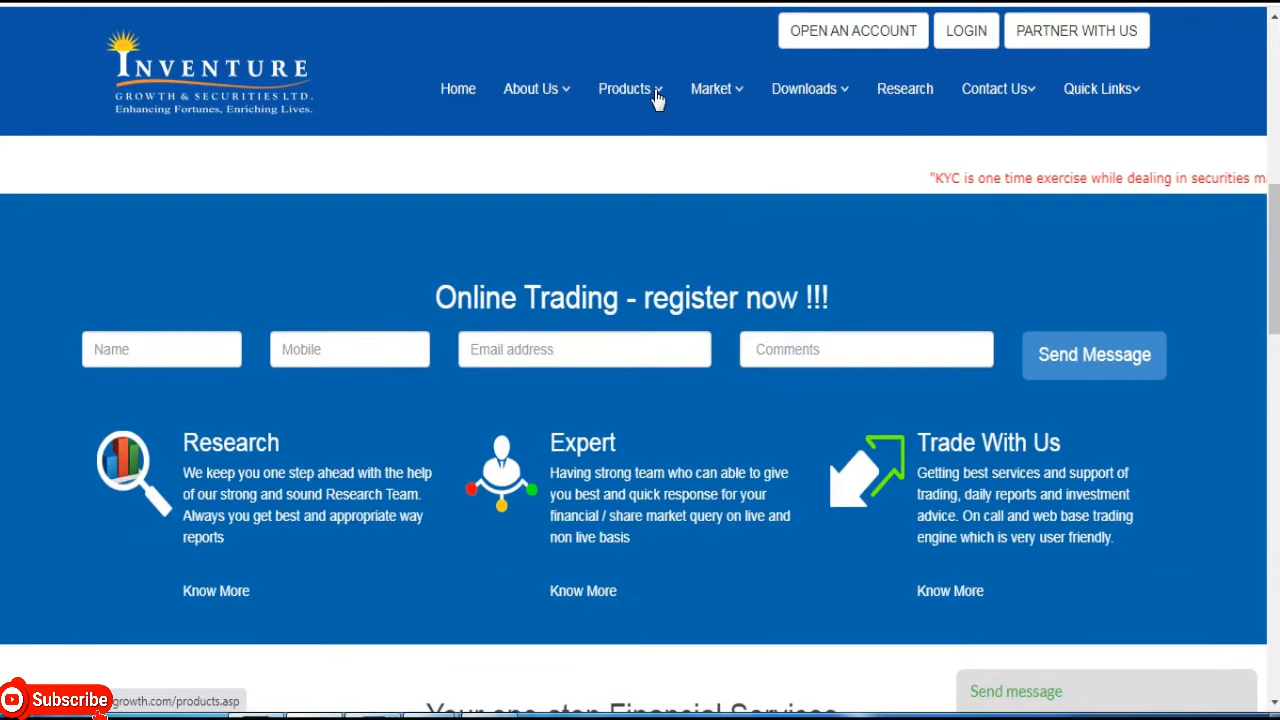 OPEN AN ACCOUNT LOGIN PARTNER WITH US
INVENTURE
GROWTH & SECURITIES LTD.
Enhancing Fortunes, Enriching Lives.
Home About Us Products Market Downloads Research Contact Us Quick Links
"KYC is one time exercise while dealing in securities
Online Trading - register now !!!
Name Mobile Email address Comments Send Message
Research
We keep you one step ahead with the help
of our strong and sound Research Team.
Always you get best and appropriate way
reports
Know More
Expert
Having strong team who can able to give
you best and quick response for your
financial / share market query on live and
non live basis
Know More
Trade With Us
Getting best services and support of
trading, daily reports and investment
advice. On call and web base trading
engine which is very user friendly.
Know More
Send message
Subscribe
growth.com/products.asp
Your one-stop Financial Services